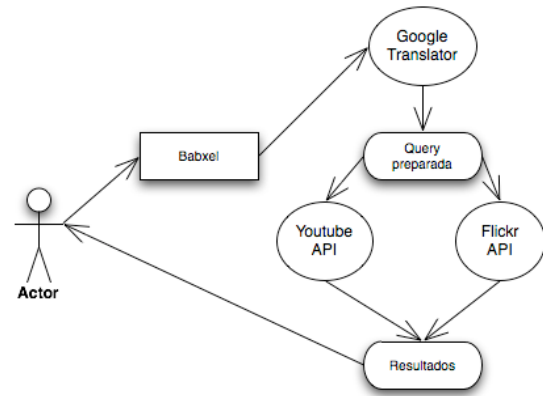 Google
Translator
Babxel
Query
preparada
Youtube
API
Flickr
API
Actor
Resultados